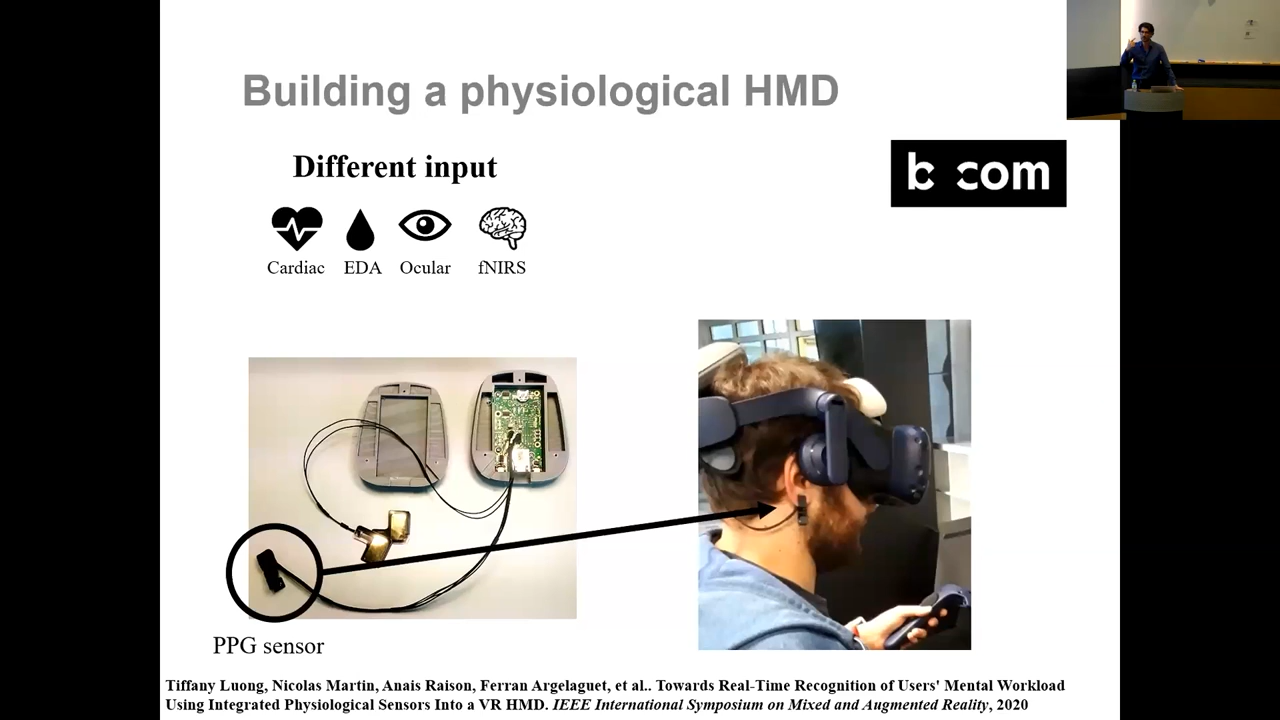 Building a physiological HMD
Different input
b com
Cardiac EDA Ocular fNIRS
PPG sensor
Tiffany Luong, Nicolas Martin, Anais Raison, Ferran Argelaguet, et al.. Towards Real-Time Recognition of Users' Mental Workload
Using Integrated Physiological Sensors Into a VR HMD. IEEE International Symposium on Mixed and Augmented Reality, 2020